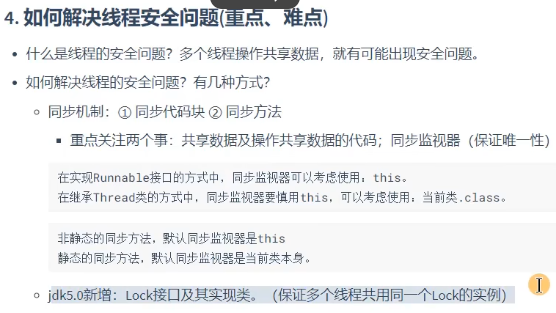 4. 如何解决线程安全问题(重点、难点)
什么是线程的安全问题？多个线程操作共享数据，就有可能出现安全问题。
如何解决线程的安全问题？有几种方式？
同步机制：① 同步代码块 ② 同步方法
重点关注两个事：共享数据及操作共享数据的代码；同步监视器（保证唯一性）
在实现Runnable接口的方式中，同步监视器可以考虑使用：this。
在继承Thread类的方式中，同步监视器要慎用this，可以考虑使用：当前类.class。
非静态的同步方法，默认同步监视器是this
静态的同步方法，默认同步监视器是当前类本身。
jdk5.0新增：Lock接口及其实现类。（保证多个线程共用同一个Lock的实例）